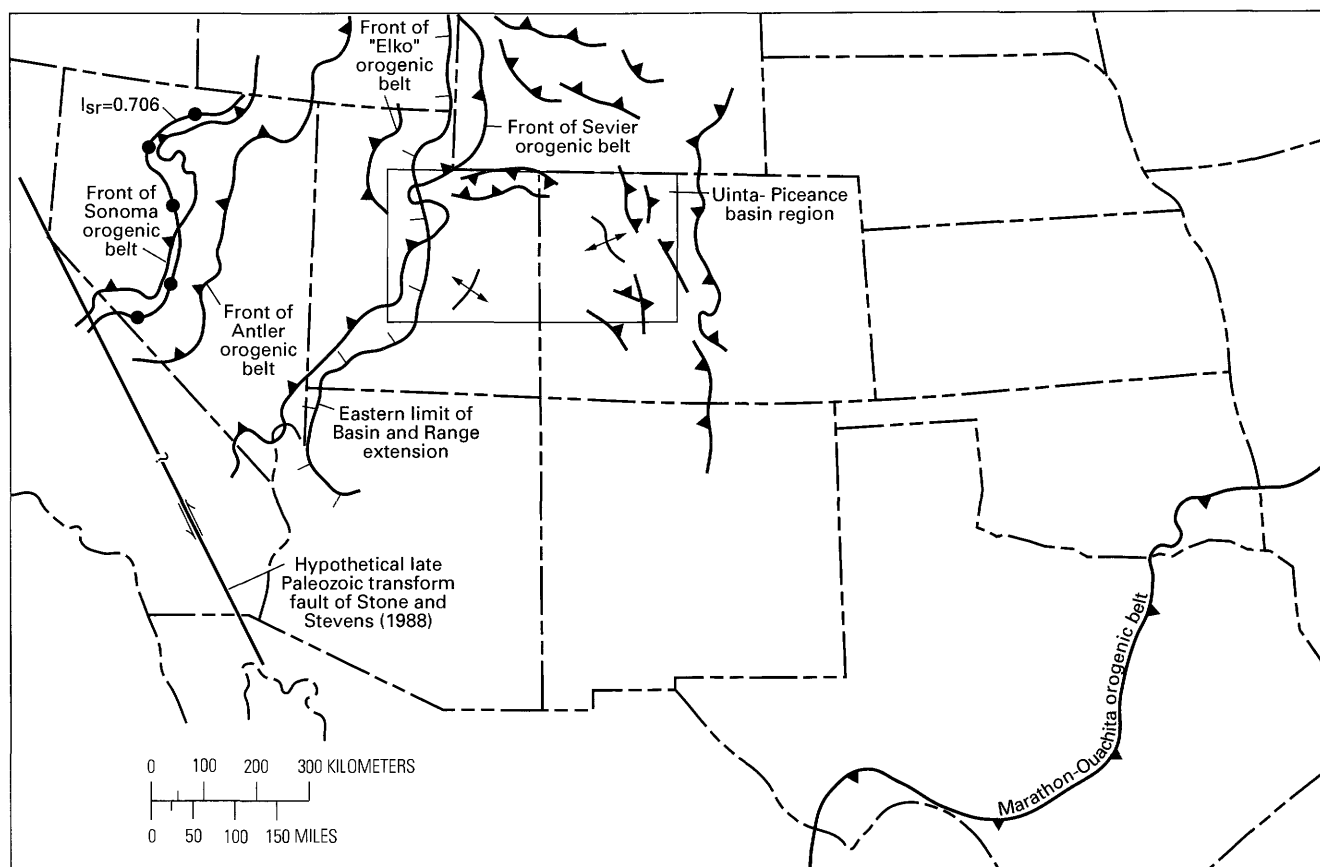 Front of
"Elko"
orogenic
belt
Isr=0.706
Front of Sevier
orogenic belt
Front of
Sonoma
orogenic
belt
Uinta- Piceance
basin region
Front of
Antler
orogenic
belt
Eastern limit of
Basin and Range
extension
Hypothetical late
Paleozoic transform
fault of Stone and
Stevens (1988)
Marathon-Ouachita orogenic belt
0 100 200 300 KILOMETERS
0 50 100 150 MILES